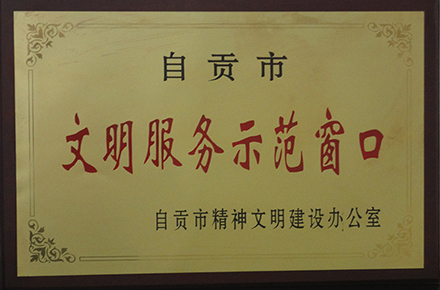 自贡市
文明服务示范窗口
自贡市精神文明建设办公室